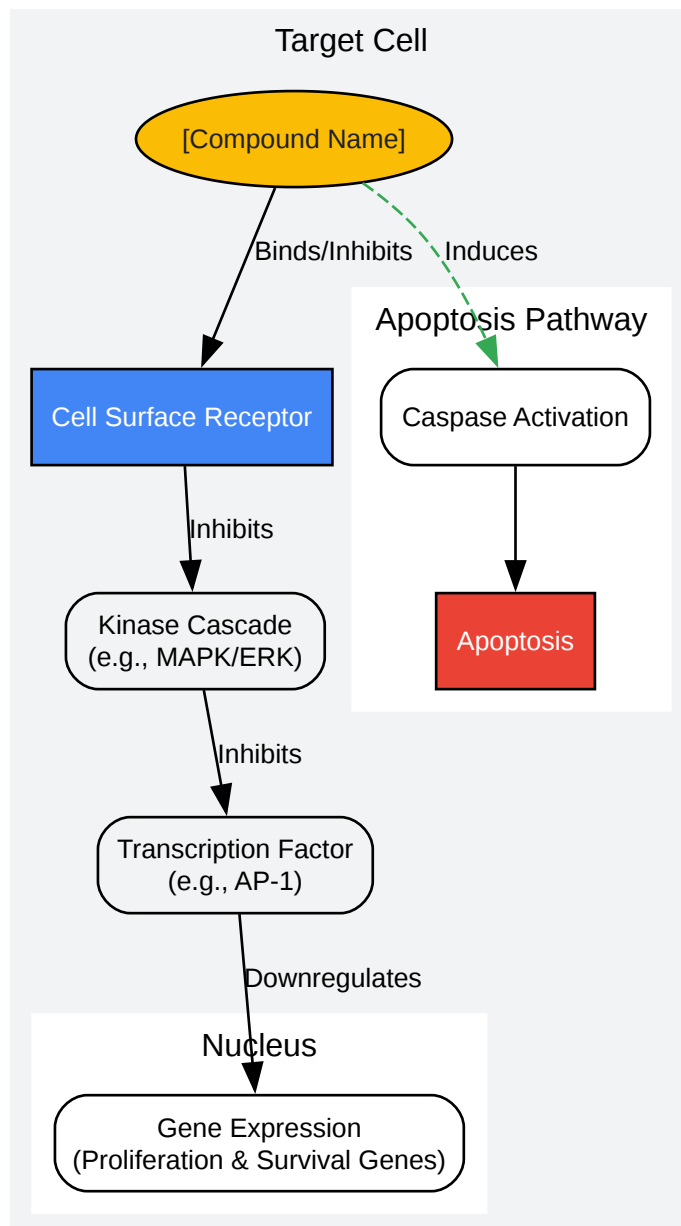 Target Cell
[Compound Name]
Binds/Inhibits
Induces
Apoptosis Pathway
Cell Surface Receptor
Caspase Activation
Inhibits
Kinase Cascade
(e.g., MAPK/ERK)
Apoptosis
Inhibits
Transcription Factor
(e.g., AP-1)
Downregulates
Nucleus
Gene Expression
(Proliferation & Survival Genes)